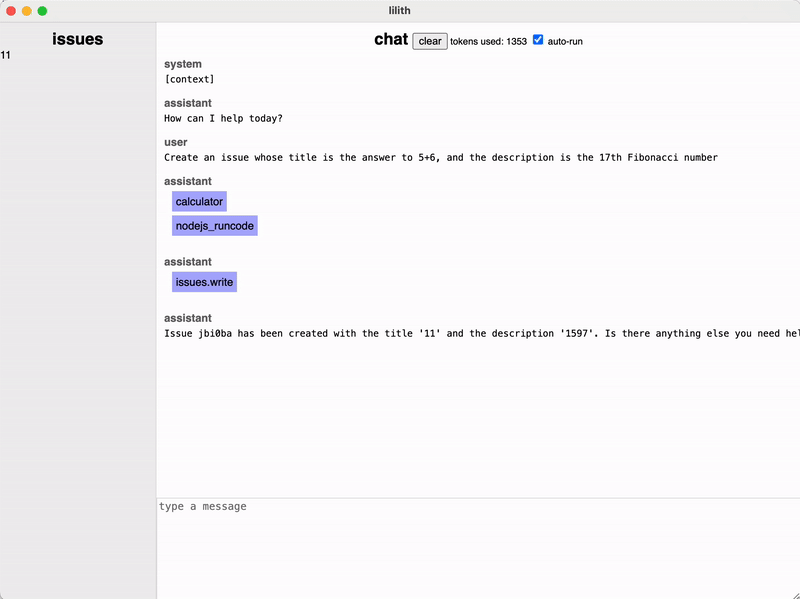 lilith
issues
11
chat clear tokens used: 1353 auto-run
system
[context]
assistant
How can I help today?
user
Create an issue whose title is the answer to 5+6, and the description is the 17th Fibonacci number
assistant
calculator
nodejs_runcode
assistant
issues.write
assistant
Issue jbi0ba has been created with the title '11' and the description '1597'. Is there anything else you need hel
type a message